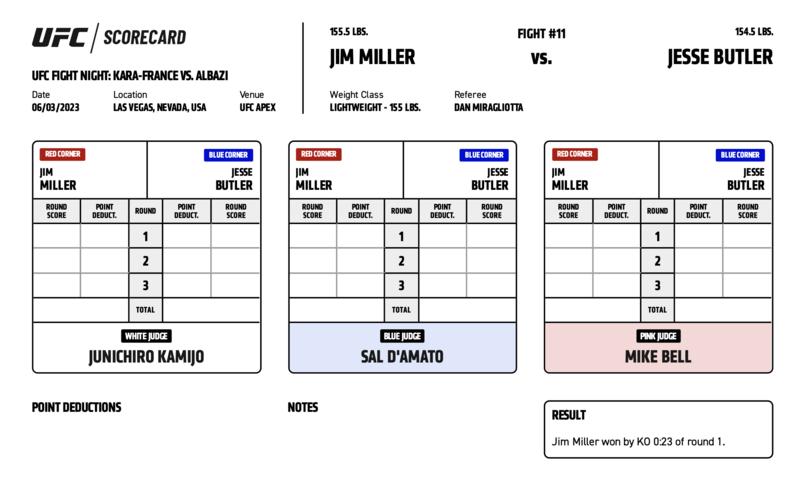 UFC / SCORECARD
UFC FIGHT NIGHT: KARA-FRANCE VS. ALBAZI
Date Location Venue
06/03/2023 LAS VEGAS, NEVADA, USA UFC APEX
155.5 LBS. FIGHT #11 154.5 LBS.
JIM MILLER vs. JESSE BUTLER
Weight Class Referee
LIGHTWEIGHT - 155 LBS. DAN MIRAGLIOTTA
RED CORNER BLUE CORNER
JIM JESSE
MILLER BUTLER
ROUND POINT ROUND POINT ROUND
SCORE DEDUCT. DEDUCT. SCORE
1
2
3
TOTAL
WHITE JUDGE
JUNICHIRO KAMIJO
RED CORNER BLUE CORNER
JIM JESSE
MILLER BUTLER
ROUND POINT ROUND POINT ROUND
SCORE DEDUCT. DEDUCT. SCORE
1
2
3
TOTAL
BLUE JUDGE
SAL D'AMATO
RED CORNER BLUE CORNER
JIM JESSE
MILLER BUTLER
ROUND POINT ROUND POINT ROUND
SCORE DEDUCT. DEDUCT. SCORE
1
2
3
TOTAL
PINK JUDGE
MIKE BELL
POINT DEDUCTIONS
NOTES
RESULT
Jim Miller won by KO 0:23 of round 1.